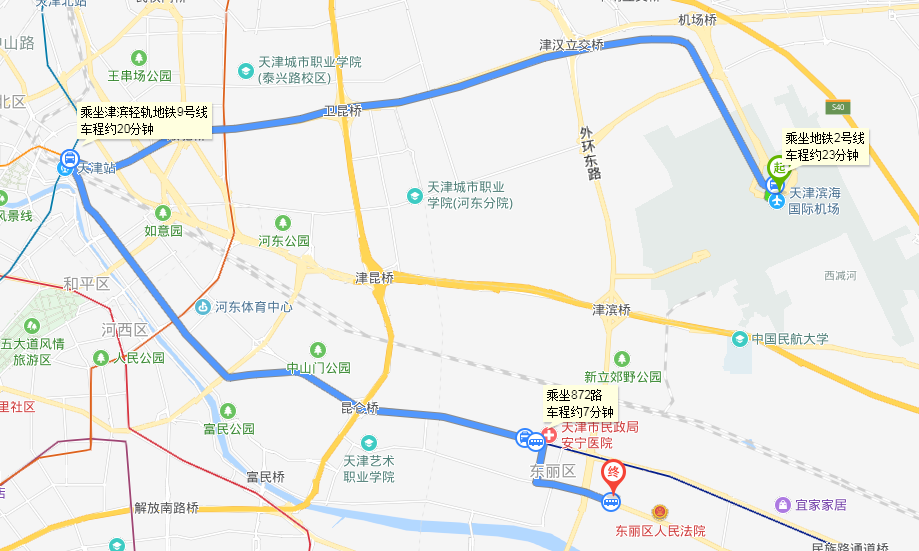 天津北站
机场桥
中山路
津汉立交桥
王串场公园
天津城市职业学院
(泰兴路校区)
北区
乘坐津滨轻轨地铁9号线
车程约20分钟
卫昆桥
S40
外环东路
乘坐地铁2号线
车程约23分钟
起
天津站
天津滨海
国际机场
天津城市职业
学院(河东分院)
风景线
如意园
河东公园
和平区
津昆桥
西减河
河东体育中心
津滨桥
河西区
中国民航大学
五大道风情
旅游区
人民公园
中山门公园
新立郊野公园
里社区
昆仑桥
乘坐872路
车程约7分钟
富民公园
天津市民政局
安宁医院
天津艺术
职业学院
东丽区
终
富民桥
解放南路桥
宜家家居
东丽区人民法院
民族路通道桥